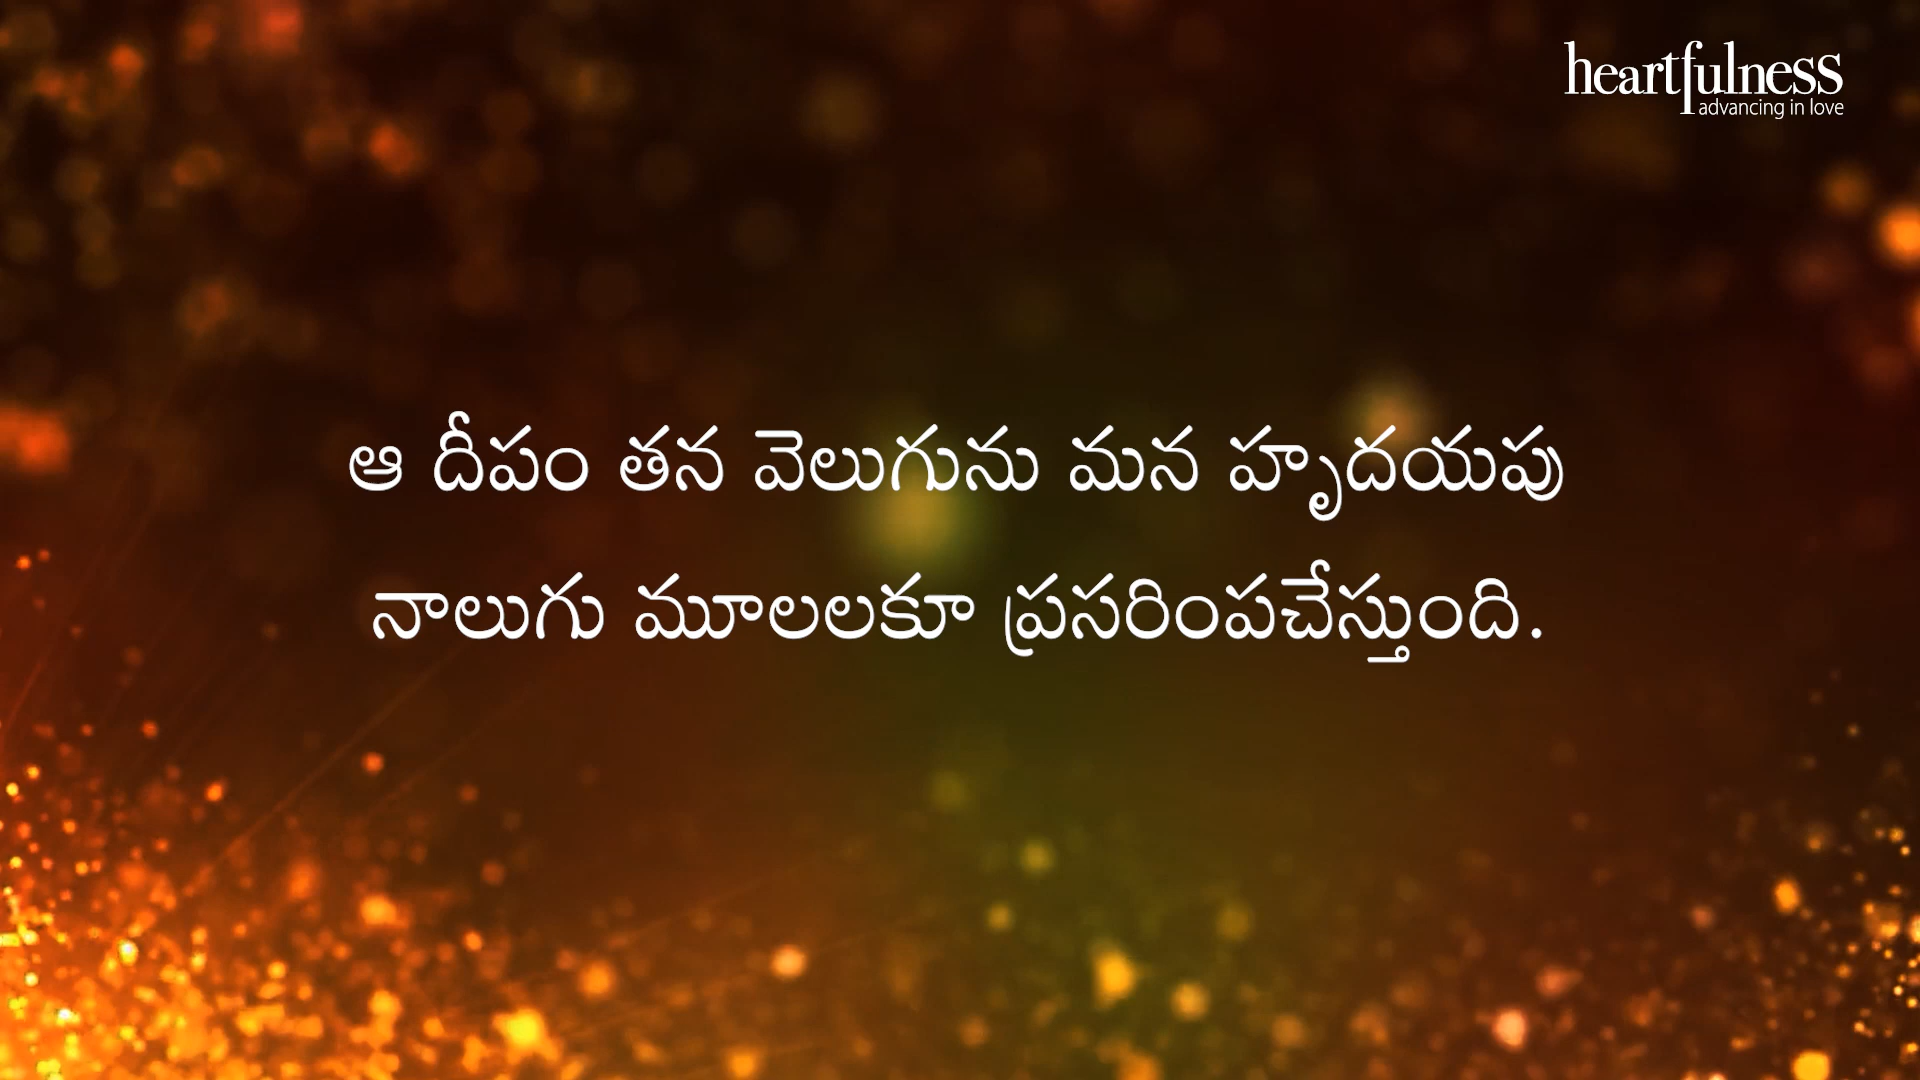 heartfulness
advancing in love
ఆ దీపం తన వెలుగును మన హృదయపు
నాలుగు మూలలకూ ప్రసరింపచేస్తుంది.